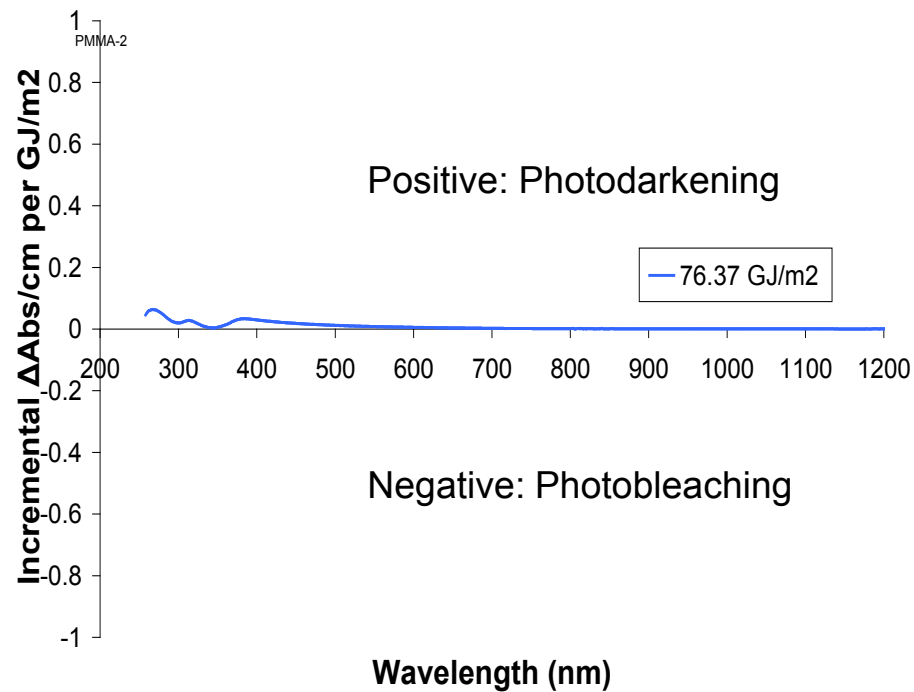 1
PMMA-2
0.8
0.6
Positive: Photodarkening
0.4
0.2
76.37 GJ/m2
0
200 300 400 500 600 700 800 900 1000 1100 1200
-0.2
-0.4
Negative: Photobleaching
-0.6
-0.8
-1
Incremental ΔAbs/cm per GJ/m2
Wavelength (nm)